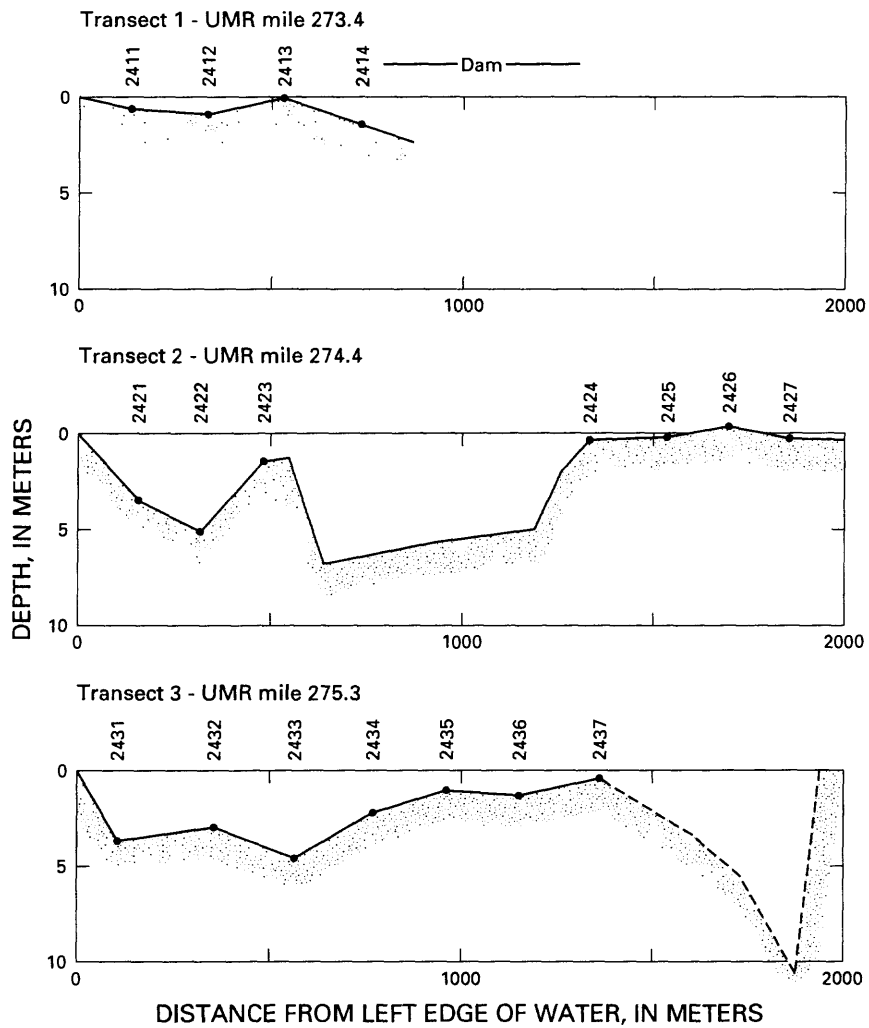 Transect 1 - UMR mile 273.4
2411 2412 2413 2414 Dam
0
5
10
0 1000 2000
Transect 2 - UMR mile 274.4
2421 2422 2423 2424 2425 2426 2427
0
5
10
0 1000 2000
DEPTH, IN METERS
Transect 3 - UMR mile 275.3
2431 2432 2433 2434 2435 2436 2437
0
5
10
0 1000 2000
DISTANCE FROM LEFT EDGE OF WATER, IN METERS